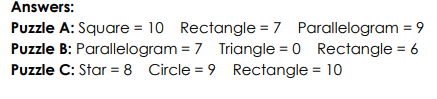 Answers:
Puzzle A: Square = 10 Rectangle = 7 Parallelogram = 9
Puzzle B: Parallelogram = 7 Triangle = 0 Rectangle = 6
Puzzle C: Star = 8 Circle = 9 Rectangle = 10